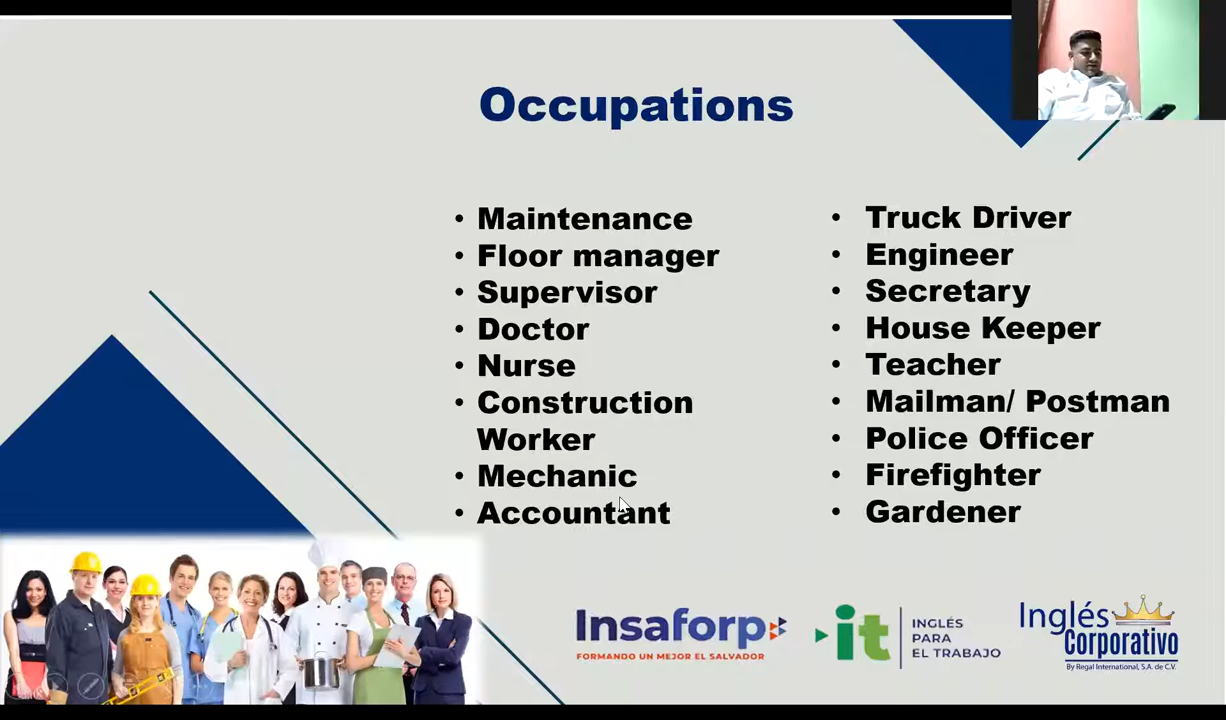 Occupations
Maintenance
Floor manager
Supervisor
Doctor
Nurse
Construction
Worker
Mechanic
Accountant
Truck Driver
Engineer
Secretary
House Keeper
Teacher
Mailman/ Postman
Police Officer
Firefighter
Gardener
Insaforp
FORMANDO UN MEJOR EL SALVADOR
it
INGLÉS
PARA
EL TRABAJO
Inglés
Corporativo
By Regal International, S.A. de C.V.